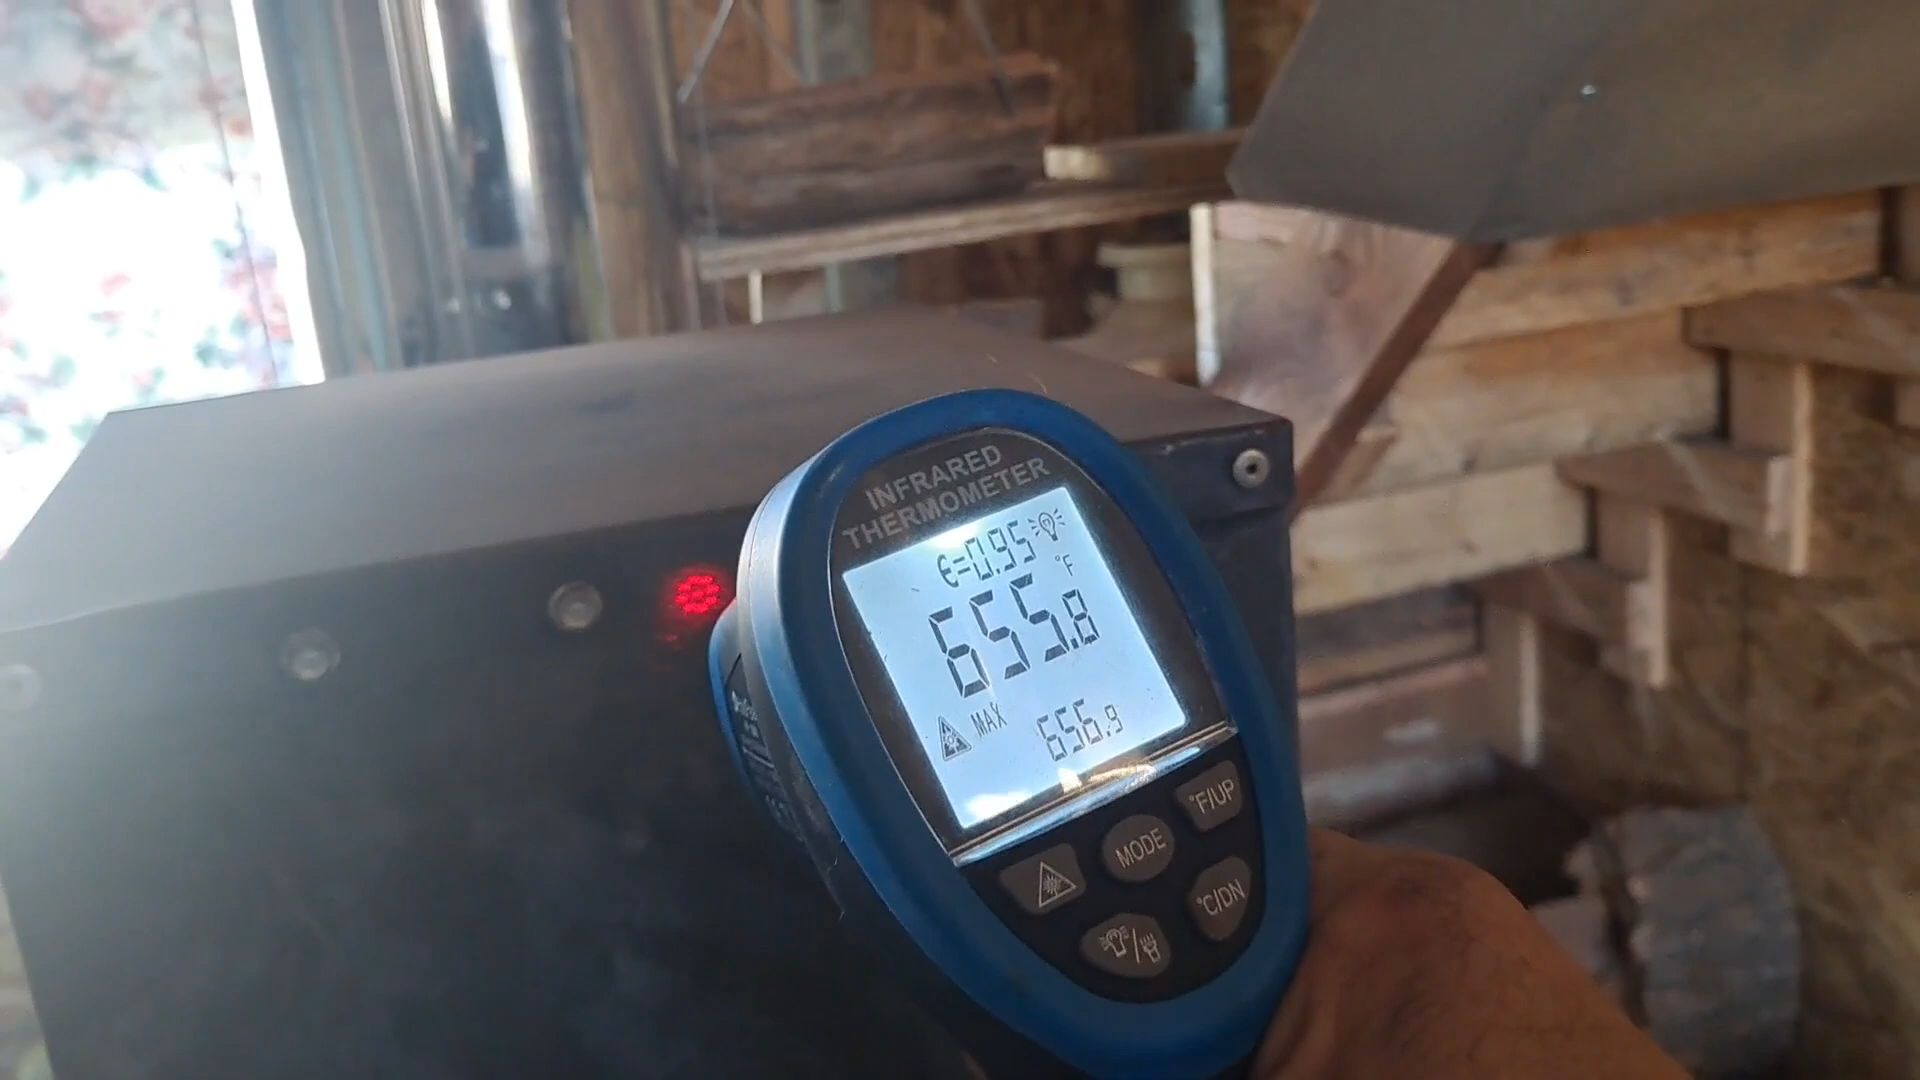 INFRARED
THERMOMETER
€=0.95
°F
655.8
MAX 656.9
°F/UP
MODE
°C/DN